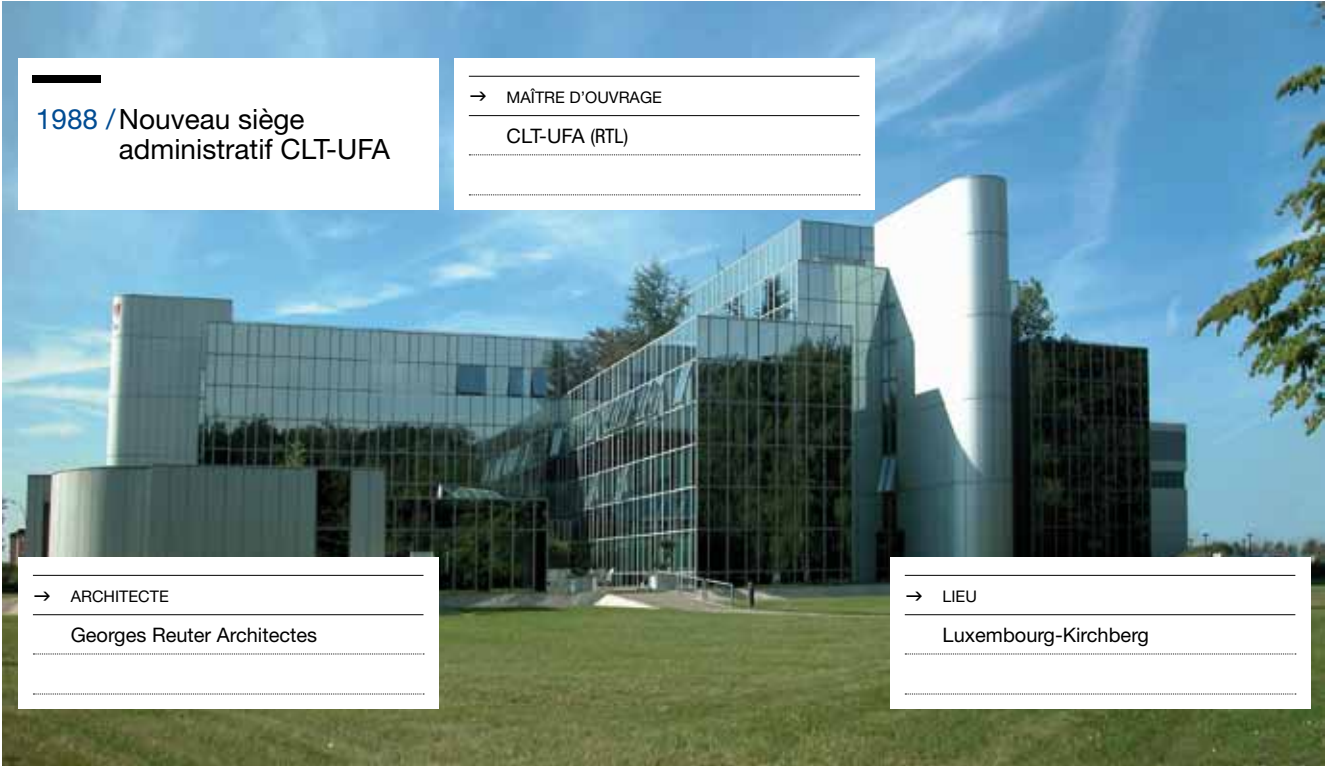 1988 / Nouveau siège
administratif CLT-UFA
→ MAÎTRE D'OUVRAGE
CLT-UFA (RTL)
→ ARCHITECTE
Georges Reuter Architectes
→ LIEU
Luxembourg-Kirchberg